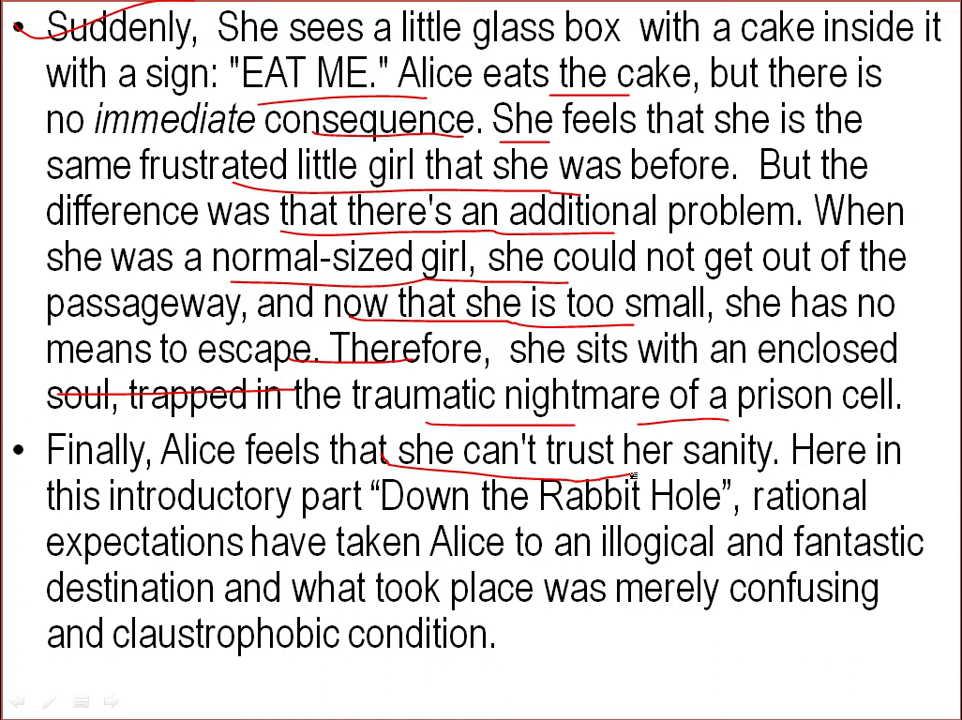 • Suddenly, She sees a little glass box with a cake inside it
with a sign: "EAT ME." Alice eats the cake, but there is
no immediate consequence. She feels that she is the
same frustrated little girl that she was before. But the
difference was that there's an additional problem. When
she was a normal-sized girl, she could not get out of the
passageway, and now that she is too small, she has no
means to escape. Therefore, she sits with an enclosed
soul, trapped in the traumatic nightmare of a prison cell.
• Finally, Alice feels that she can't trust her sanity. Here in
this introductory part “Down the Rabbit Hole”, rational
expectations have taken Alice to an illogical and fantastic
destination and what took place was merely confusing
and claustrophobic condition.